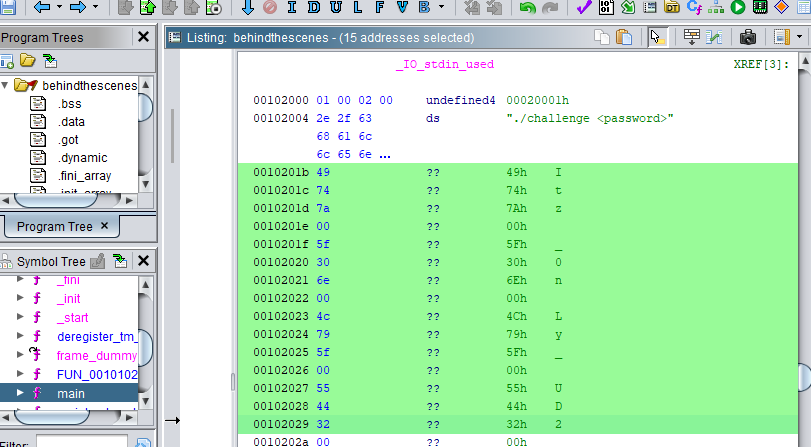 I D U L F V B
Program Trees
behindthescenes
.bss
.data
.got
.dynamic
.fini_array
Program Tree
Symbol Tree
f _init
f _start
f deregister_tm_
f frame_dummy
f FUN_0010102
f main
Filter:
Listing: behindthescenes - (15 addresses selected)
_IO_stdin_used XREF[3]:
00102000 01 00 02 00 undefined4 00020001h
00102004 2e 2f 63 ds "./challenge <password>"
68 61 6c
6c 65 6e ...
0010201b 49 ?? 49h I
0010201c 74 ?? 74h t
0010201d 7a ?? 7Ah z
0010201e 00 ?? 00h
0010201f 5f ?? 5Fh _
00102020 30 ?? 30h 0
00102021 6e ?? 6Eh n
00102022 00 ?? 00h
00102023 4c ?? 4Ch L
00102024 79 ?? 79h y
00102025 5f ?? 5Fh _
00102026 00 ?? 00h
00102027 55 ?? 55h U
00102028 44 ?? 44h D
00102029 32 ?? 32h 2
0010202a 00 ?? 00h